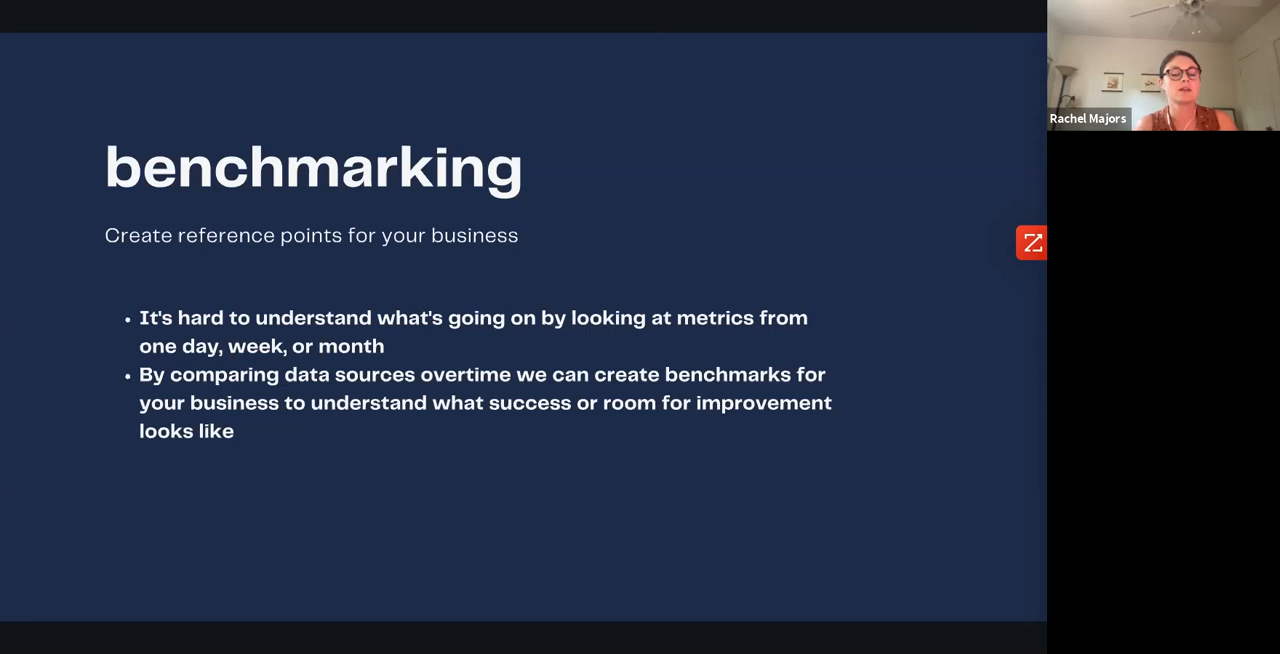 benchmarking
Create reference points for your business
• It's hard to understand what's going on by looking at metrics from
one day, week, or month
• By comparing data sources overtime we can create benchmarks for
your business to understand what success or room for improvement
looks like
Rachel Majors